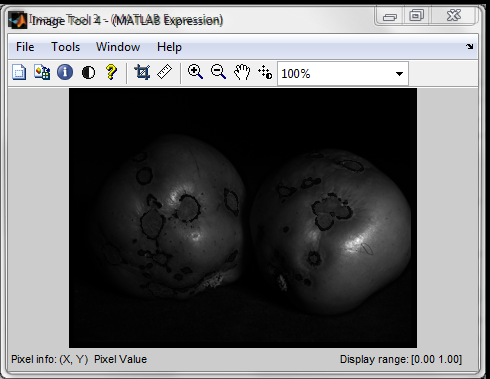 Image Tool 4 - (MATLAB Expression)
File Tools Window Help
100%
Pixel info: (X, Y) Pixel Value
Display range: [0.00 1.00]